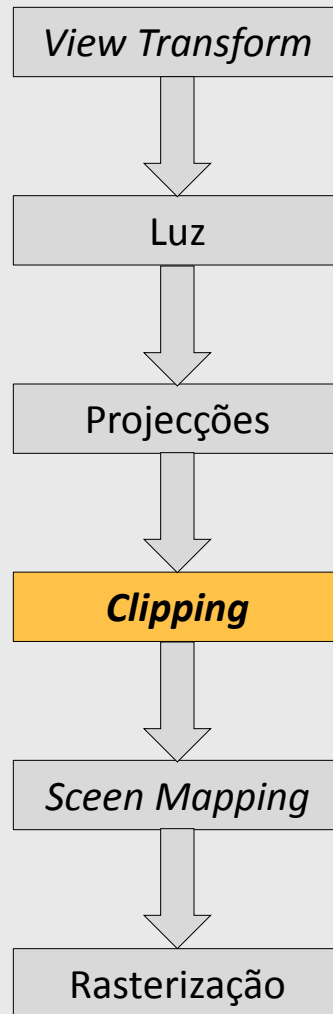 View Transform
Luz
Projecções
Clipping
Sceen Mapping
Rasterização